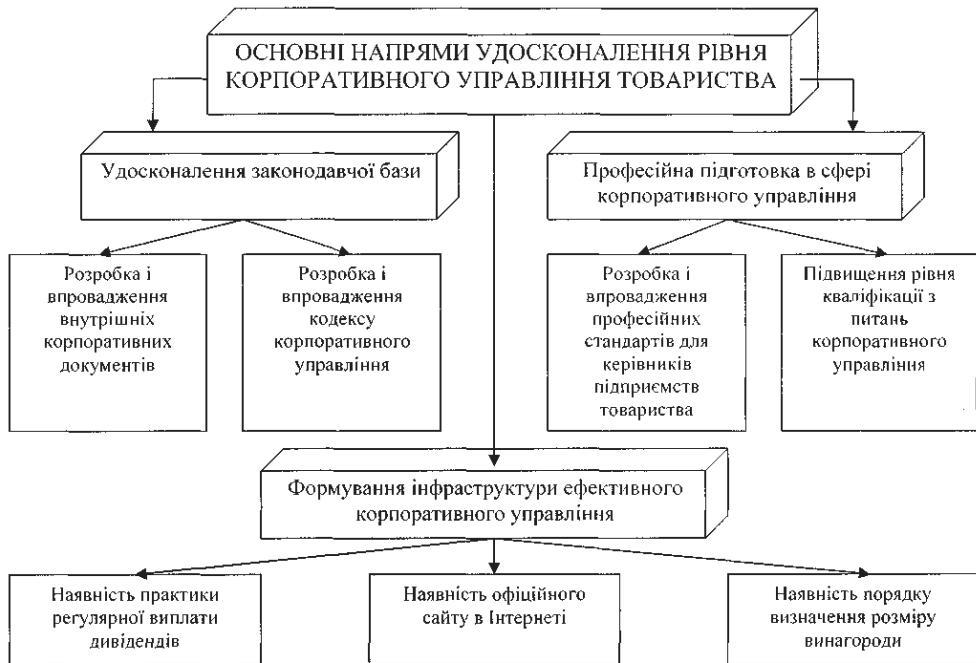 ОСНОВНІ НАПРЯМИ УДОСКОНАЛЕННЯ РІВНЯ
КОРПОРАТИВНОГО УПРАВЛІННЯ ТОВАРИСТВА
Удосконалення законодавчої бази
Професійна підготовка в сфері
корпоративного управління
Розробка і
впровадження
внутрішніх
корпоративних
документів
Розробка і
впровадження
кодексу
корпоративного
управління
Розробка і
впровадження
професійних
стандартів для
керівників
підприємств
товариства
Підвищення рівня
кваліфікації з
питань
корпоративного
управління
Формування інфраструктури ефективного
корпоративного управління
Наявність практики
регулярної виплати
дивідендів
Наявність офіційного
сайту в Інтернеті
Наявність порядку
визначення розміру
винагороди